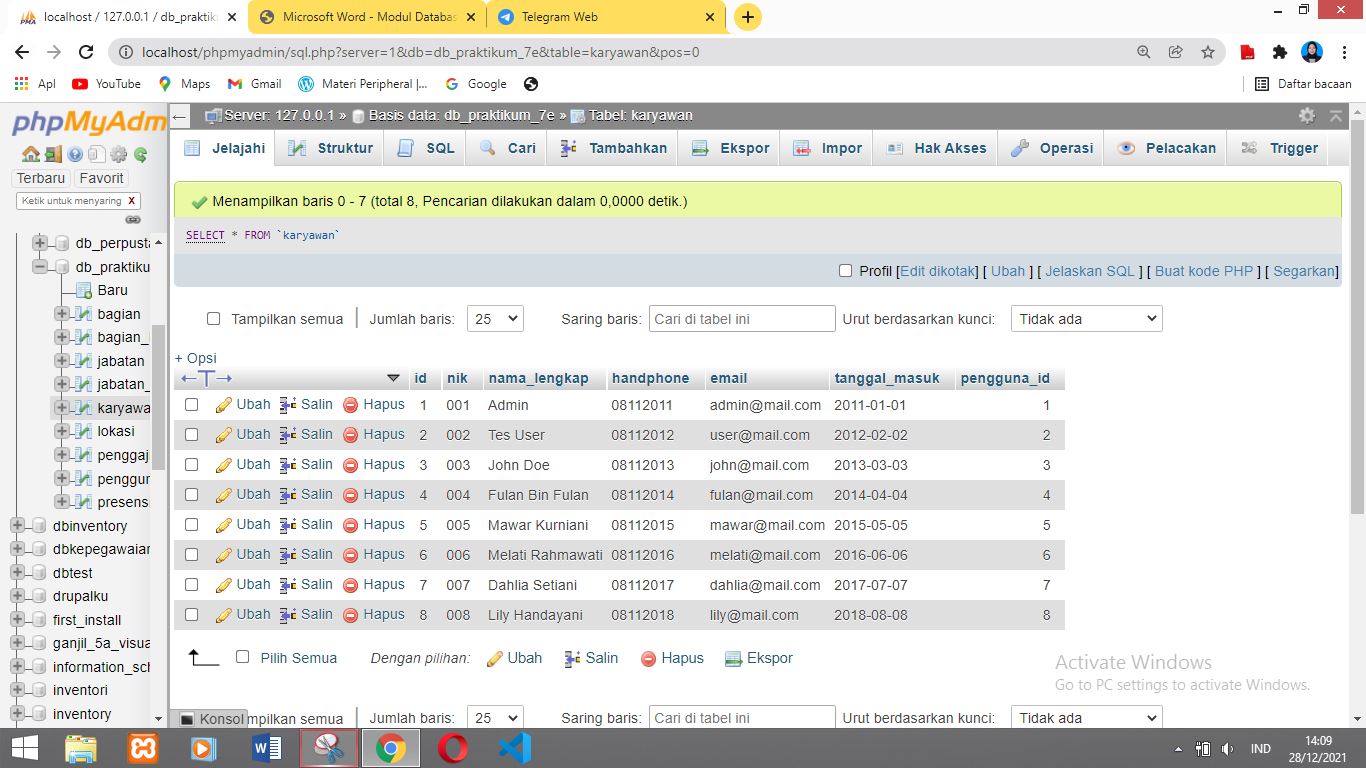 localhost / 127.0.0.1 / db_praktiku
Microsoft Word - Modul Databas
Telegram Web
localhost/phpmyadmin/sql.php?server=1&db=db_praktikum_7e&table=karyawan&pos=0
Apl YouTube Maps Gmail Materi Peripheral |... Google Daftar bacaan
phpMyAdm
Terbaru Favorit
Ketik untuk menyaring X
db_perpusta
db_praktiku
Baru
bagian
bagian_
jabatan
jabatan_
karyawa
lokasi
penggaj
penggun
presens
dbinventory
dbkepegawaian
dbtest
drupalku
first_install
ganjil_5a_visua
information_sch
inventori
inventory
Server: 127.0.0.1 » Basis data: db_praktikum_7e » Tabel: karyawan
Jelajahi Struktur SQL Cari Tambahkan Ekspor Impor Hak Akses Operasi Pelacakan Trigger
Menampilkan baris 0 - 7 (total 8, Pencarian dilakukan dalam 0,0000 detik.)
SELECT * FROM `karyawan`
Profil [Edit dikotak] [ Ubah ] [ Jelaskan SQL ] [ Buat kode PHP ] [ Segarkan]
Tampilkan semua | Jumlah baris: 25 Saring baris: Cari di tabel ini Urut berdasarkan kunci: Tidak ada
+ Opsi
←T→ id nik nama_lengkap handphone email tanggal_masuk pengguna_id
Ubah Salin Hapus 1 001 Admin 08112011 admin@mail.com 2011-01-01 1
Ubah Salin Hapus 2 002 Tes User 08112012 user@mail.com 2012-02-02 2
Ubah Salin Hapus 3 003 John Doe 08112013 john@mail.com 2013-03-03 3
Ubah Salin Hapus 4 004 Fulan Bin Fulan 08112014 fulan@mail.com 2014-04-04 4
Ubah Salin Hapus 5 005 Mawar Kurniani 08112015 mawar@mail.com 2015-05-05 5
Ubah Salin Hapus 6 006 Melati Rahmawati 08112016 melati@mail.com 2016-06-06 6
Ubah Salin Hapus 7 007 Dahlia Setiani 08112017 dahlia@mail.com 2017-07-07 7
Ubah Salin Hapus 8 008 Lily Handayani 08112018 lily@mail.com 2018-08-08 8
Pilih Semua Dengan pilihan: Ubah Salin Hapus Ekspor
Activate Windows
Go to PC settings to activate Windows.
Konsol mpilkan semua | Jumlah baris: 25 Saring baris: Cari di tabel ini Urut berdasarkan kunci: Tidak ada
IND
14:09
28/12/2021